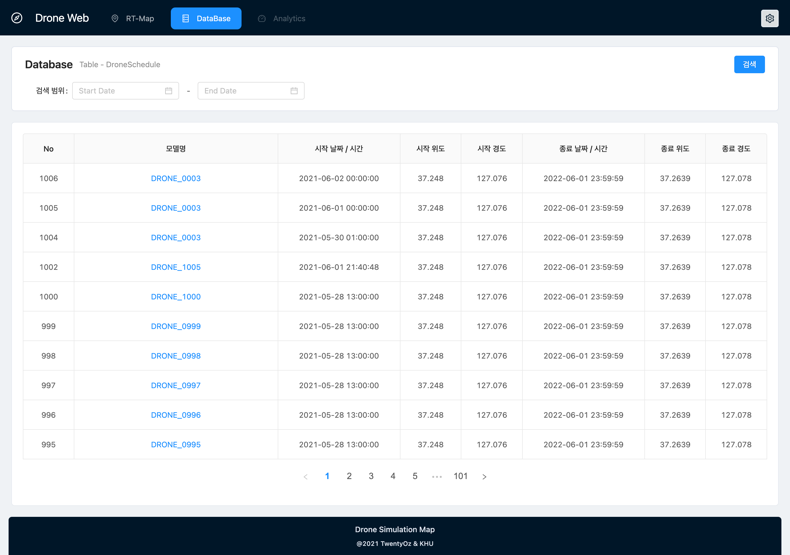 Drone Web RT-Map DataBase Analytics
Database Table - DroneSchedule 검색
검색 범위 : Start Date - End Date
No 모델명 시작 날짜 / 시간 시작 위도 시작 경도 종료 날짜 / 시간 종료 위도 종료 경도
1006 DRONE_0003 2021-06-02 00:00:00 37.248 127.076 2022-06-01 23:59:59 37.2639 127.078
1005 DRONE_0003 2021-06-01 00:00:00 37.248 127.076 2022-06-01 23:59:59 37.2639 127.078
1004 DRONE_0003 2021-05-30 01:00:00 37.248 127.076 2022-06-01 23:59:59 37.2639 127.078
1002 DRONE_1005 2021-06-01 21:40:48 37.248 127.076 2022-06-01 23:59:59 37.2639 127.078
1000 DRONE_1000 2021-05-28 13:00:00 37.248 127.076 2022-06-01 23:59:59 37.2639 127.078
999 DRONE_0999 2021-05-28 13:00:00 37.248 127.076 2022-06-01 23:59:59 37.2639 127.078
998 DRONE_0998 2021-05-28 13:00:00 37.248 127.076 2022-06-01 23:59:59 37.2639 127.078
997 DRONE_0997 2021-05-28 13:00:00 37.248 127.076 2022-06-01 23:59:59 37.2639 127.078
996 DRONE_0996 2021-05-28 13:00:00 37.248 127.076 2022-06-01 23:59:59 37.2639 127.078
995 DRONE_0995 2021-05-28 13:00:00 37.248 127.076 2022-06-01 23:59:59 37.2639 127.078
< 1 2 3 4 5 ••• 101 >
Drone Simulation Map
@2021 TwentyOz & KHU